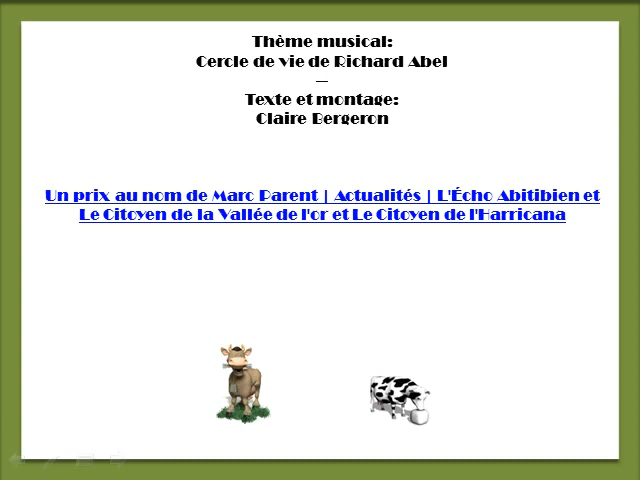 Thème musical:
Cercle de vie de Richard Abel
—
Texte et montage:
Claire Bergeron
Un prix au nom de Marc Parent | Actualités | L'Écho Abitibien et
Le Citoyen de la Vallée de l'or et Le Citoyen de l'Harricana